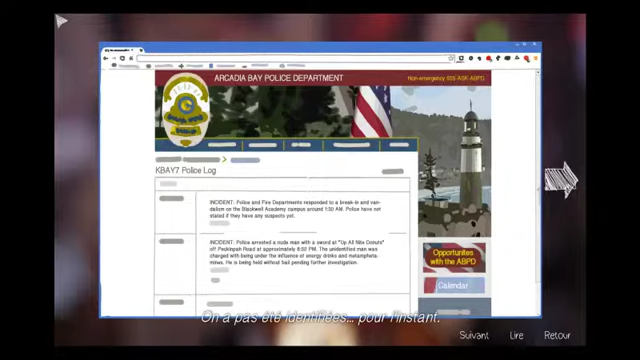 ARCADIA BAY POLICE DEPARTMENT
Non-emergency 555-ASK-ABPD
KBAY7 Police Log
INCIDENT: Police and Fire Departments responded to a break-in and van-
dalism on the Blackwell Academy campus around 1:30 AM. Police have not
stated if they have any suspects yet.
INCIDENT: Police arrested a nude man with a sword at "Up All Nite Donuts"
off Peckinpah Road at approximately 8:50 PM. The unidentified man was
charged with being under the influence of energy drinks and metampheta-
mines. He is being held without bail pending further investigation.
Opportunites
with the ABPD
Calendar
On a pas été identifiées... pour l'instant.
Suivant Lire Retour